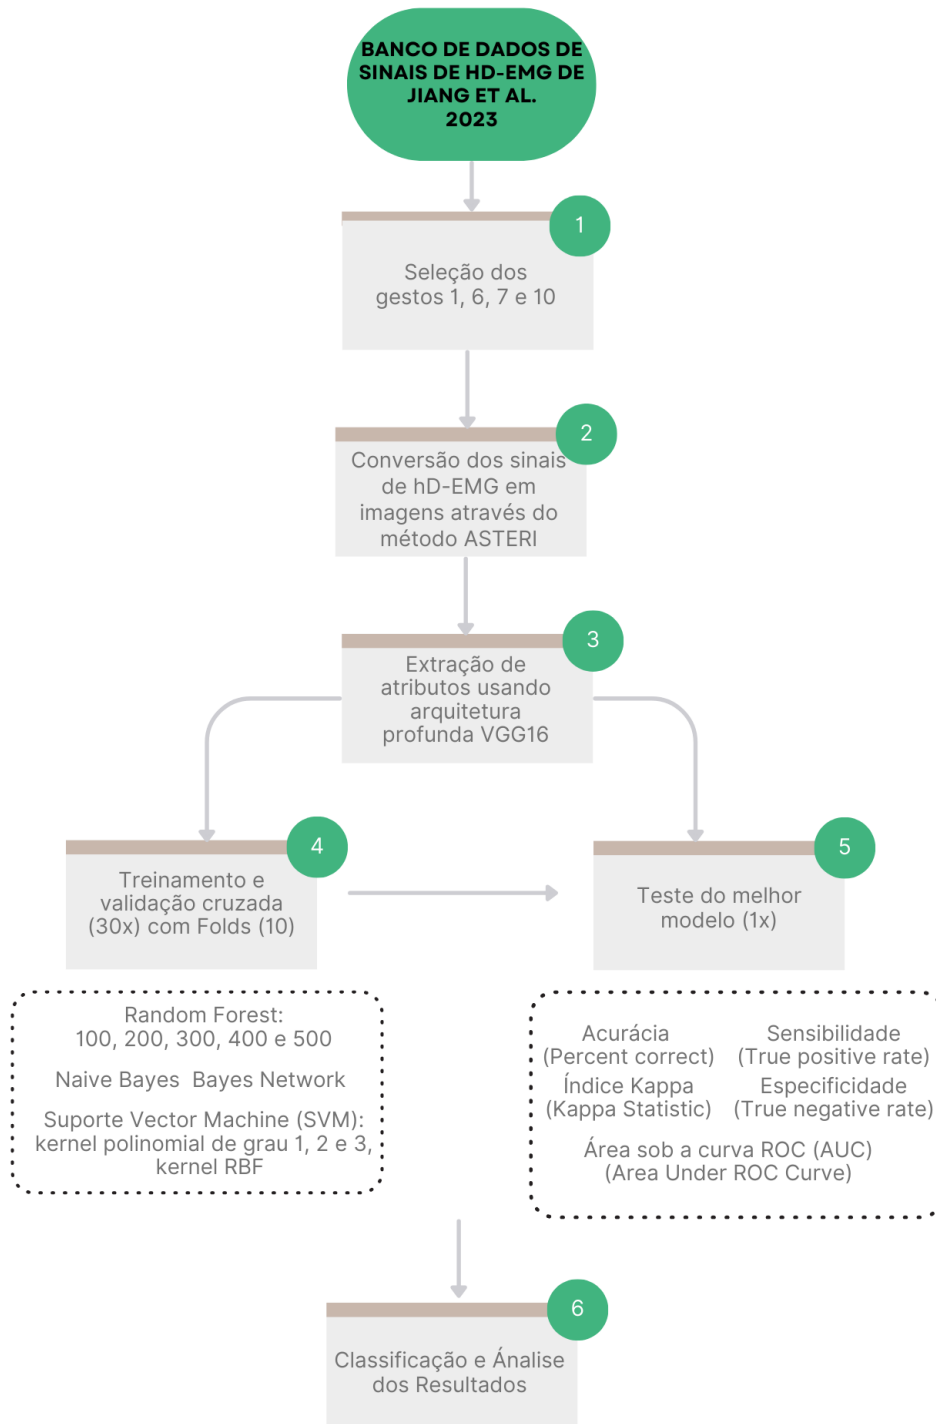 BANCO DE DADOS DE
SINAIS DE HD-EMG DE
JIANG ET AL.
2023
1
Seleção dos
gestos 1, 6, 7 e 10
2
Conversão dos sinais
de hD-EMG em
imagens através do
método ASTERI
3
Extração de
atributos usando
arquitetura
profunda VGG16
4
Treinamento e
validação cruzada
(30x) com Folds (10)
Random Forest:
100, 200, 300, 400 e 500
Naive Bayes Bayes Network
Suporte Vector Machine (SVM):
kernel polinomial de grau 1, 2 e 3,
kernel RBF
5
Teste do melhor
modelo (1x)
Acurácia
(Percent correct)
Sensibilidade
(True positive rate)
Índice Kappa
(Kappa Statistic)
Especificidade
(True negative rate)
Área sob a curva ROC (AUC)
(Area Under ROC Curve)
6
Classificação e Ánalise
dos Resultados